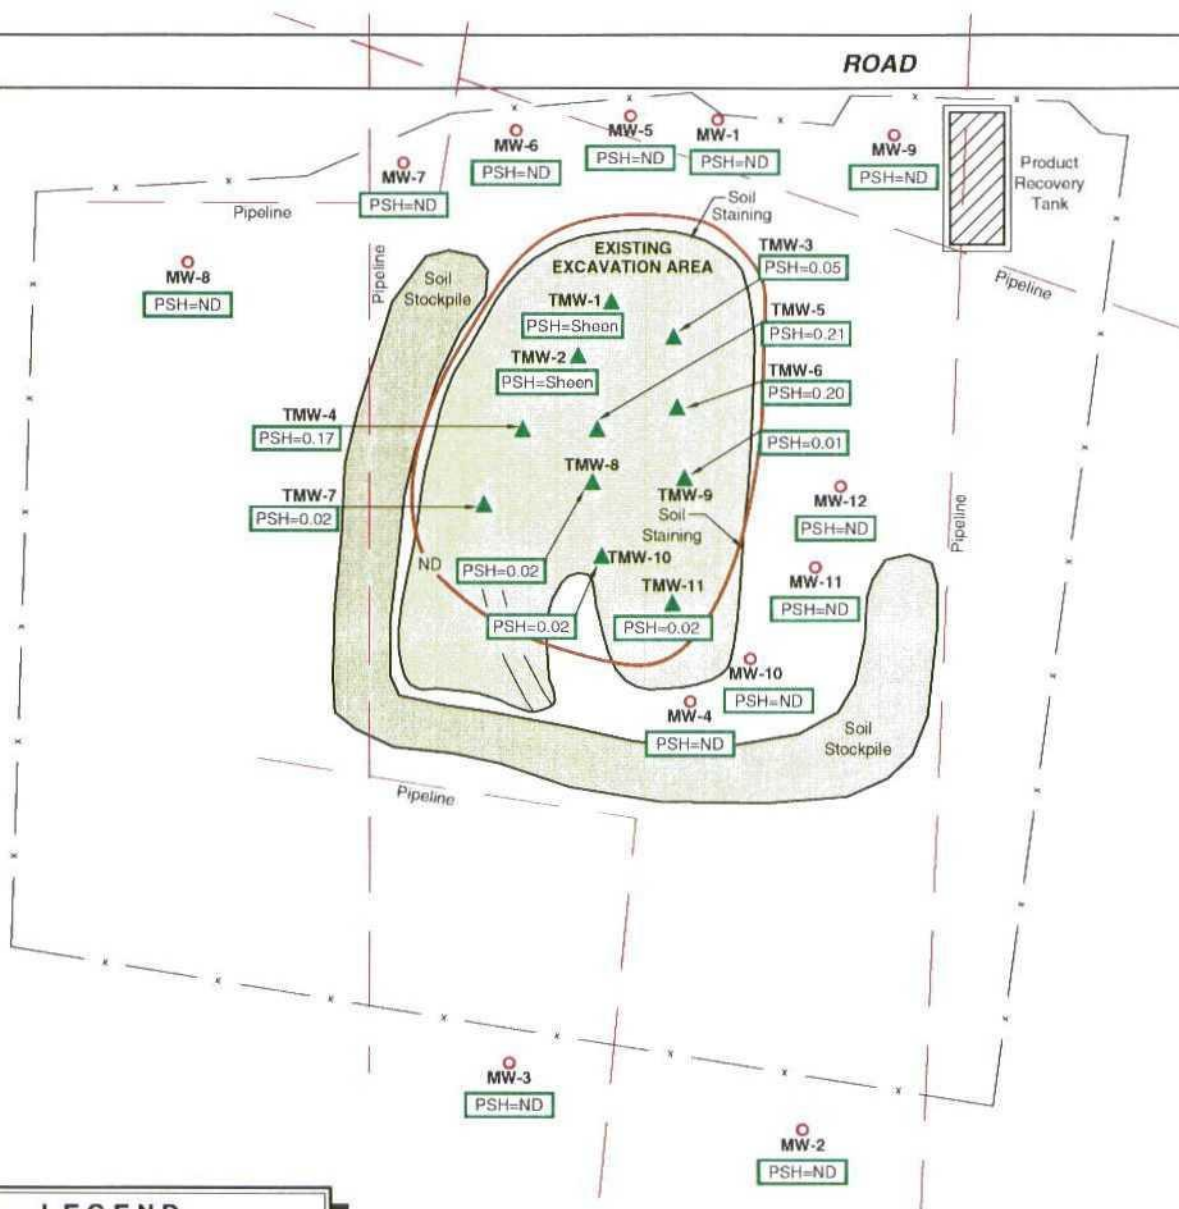 ROAD
MW-5
MW-1
MW-6
PSH=ND
PSH=ND
PSH=ND
MW-9
PSH=ND
MW-7
PSH=ND
Product
Recovery
Tank
Pipeline
Soil
Staining
MW-8
PSH=ND
Pipeline
Soil
Stockpile
EXISTING
EXCAVATION AREA
TMW-3
PSH=0.05
Pipeline
TMW-1
PSH=Sheen
TMW-5
PSH=0.21
TMW-2
PSH=Sheen
TMW-6
PSH=0.20
TMW-4
PSH=0.17
PSH=0.01
TMW-8
TMW-7
PSH=0.02
TMW-9
Soil
Staining
MW-12
PSH=ND
Pipeline
ND
PSH=0.02
TMW-10
TMW-11
MW-11
PSH=ND
PSH=0.02
PSH=0.02
MW-10
PSH=ND
MW-4
PSH=ND
Soil
Stockpile
Pipeline
MW-3
PSH=ND
MW-2
PSH=ND
LEGEND